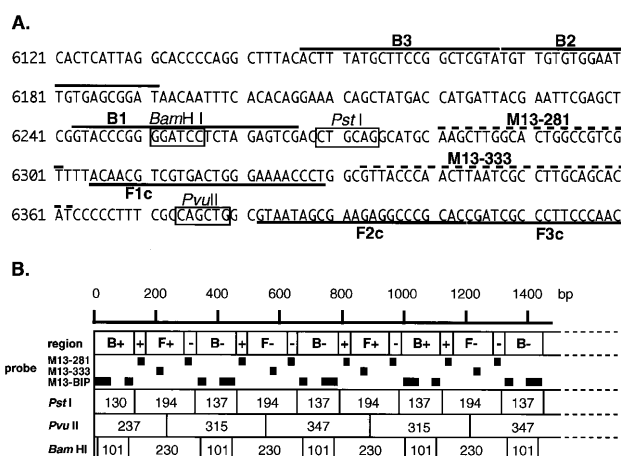 A.
B3 B2
6121 CACTCATTAG GCACCCCAGG CTTTACACTT TATGCTTCCG GCTCGTATGT TGTGTGGAAT
6181 TGTGAGCGGA TAACAATTTC ACACAGGAAA CAGCTATGAC CATGATTACG AATTCGAGCT
B1 BamH I Pst I M13-281
6241 CGGTACCCGG GGATCCTCTA GAGTCGACCT GCAGGCATGC AAGCTTGGCA CTGGCCGTCG
M13-333
6301 TTTTACAACG TCGTGACTGG GAAAACCCTG GCGTTACCCA ACTTAATCGC CTTGCAGCAC
F1c PvuII
6361 ATCCCCCTTT CGCCAGCTGG CGTAATAGCG AAGAGGCCCG CACCGATCGC CCTTCCCAAC
F2c F3c
B.
0 200 400 600 800 1000 1200 1400 bp
region B+ + F+ - B- + F- - B- + F+ - B+ + F- - B-
probe
M13-281
M13-333
M13-BIP
Pst I 130 194 137 194 137 194 137 194 137
Pvu II 237 315 347 315 347
Bam HI 101 230 101 230 101 230 101 230 101